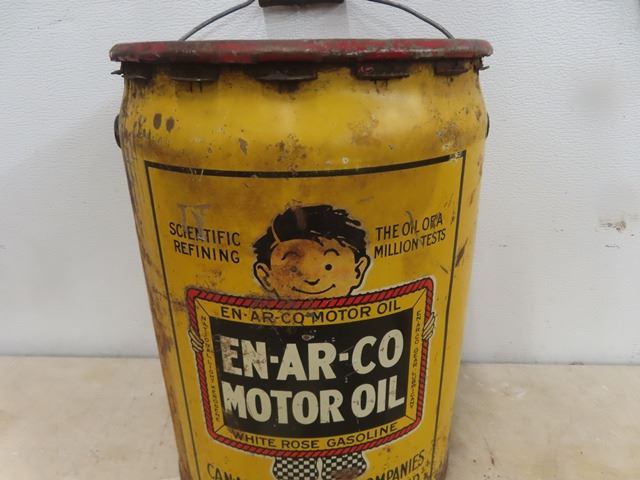 SCIENTIFIC
REFINING
THE OIL OF A
MILLION TESTS
EN-AR-CO MOTOR OIL
EN-AR-CO
MOTOR OIL
WHITE ROSE GASOLINE